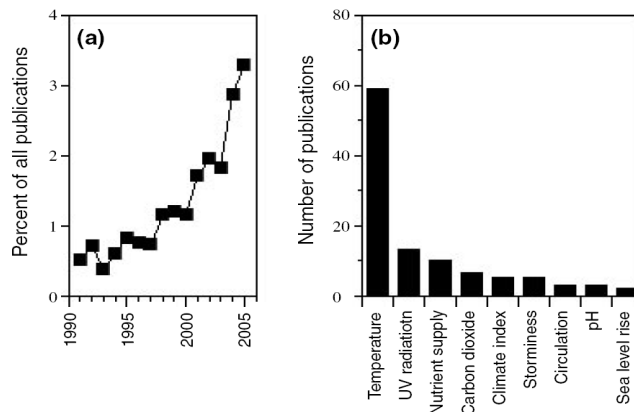 (a)
Percent of all publications
4
3
2
1
0
1990
1995
2000
2005
(b)
Number of publications
80
60
40
20
0
Temperature
UV radiatiotn
Nutrient supply
Carbon dioxide
Climate index
Storminess
Circulation
pH
Sea level rise